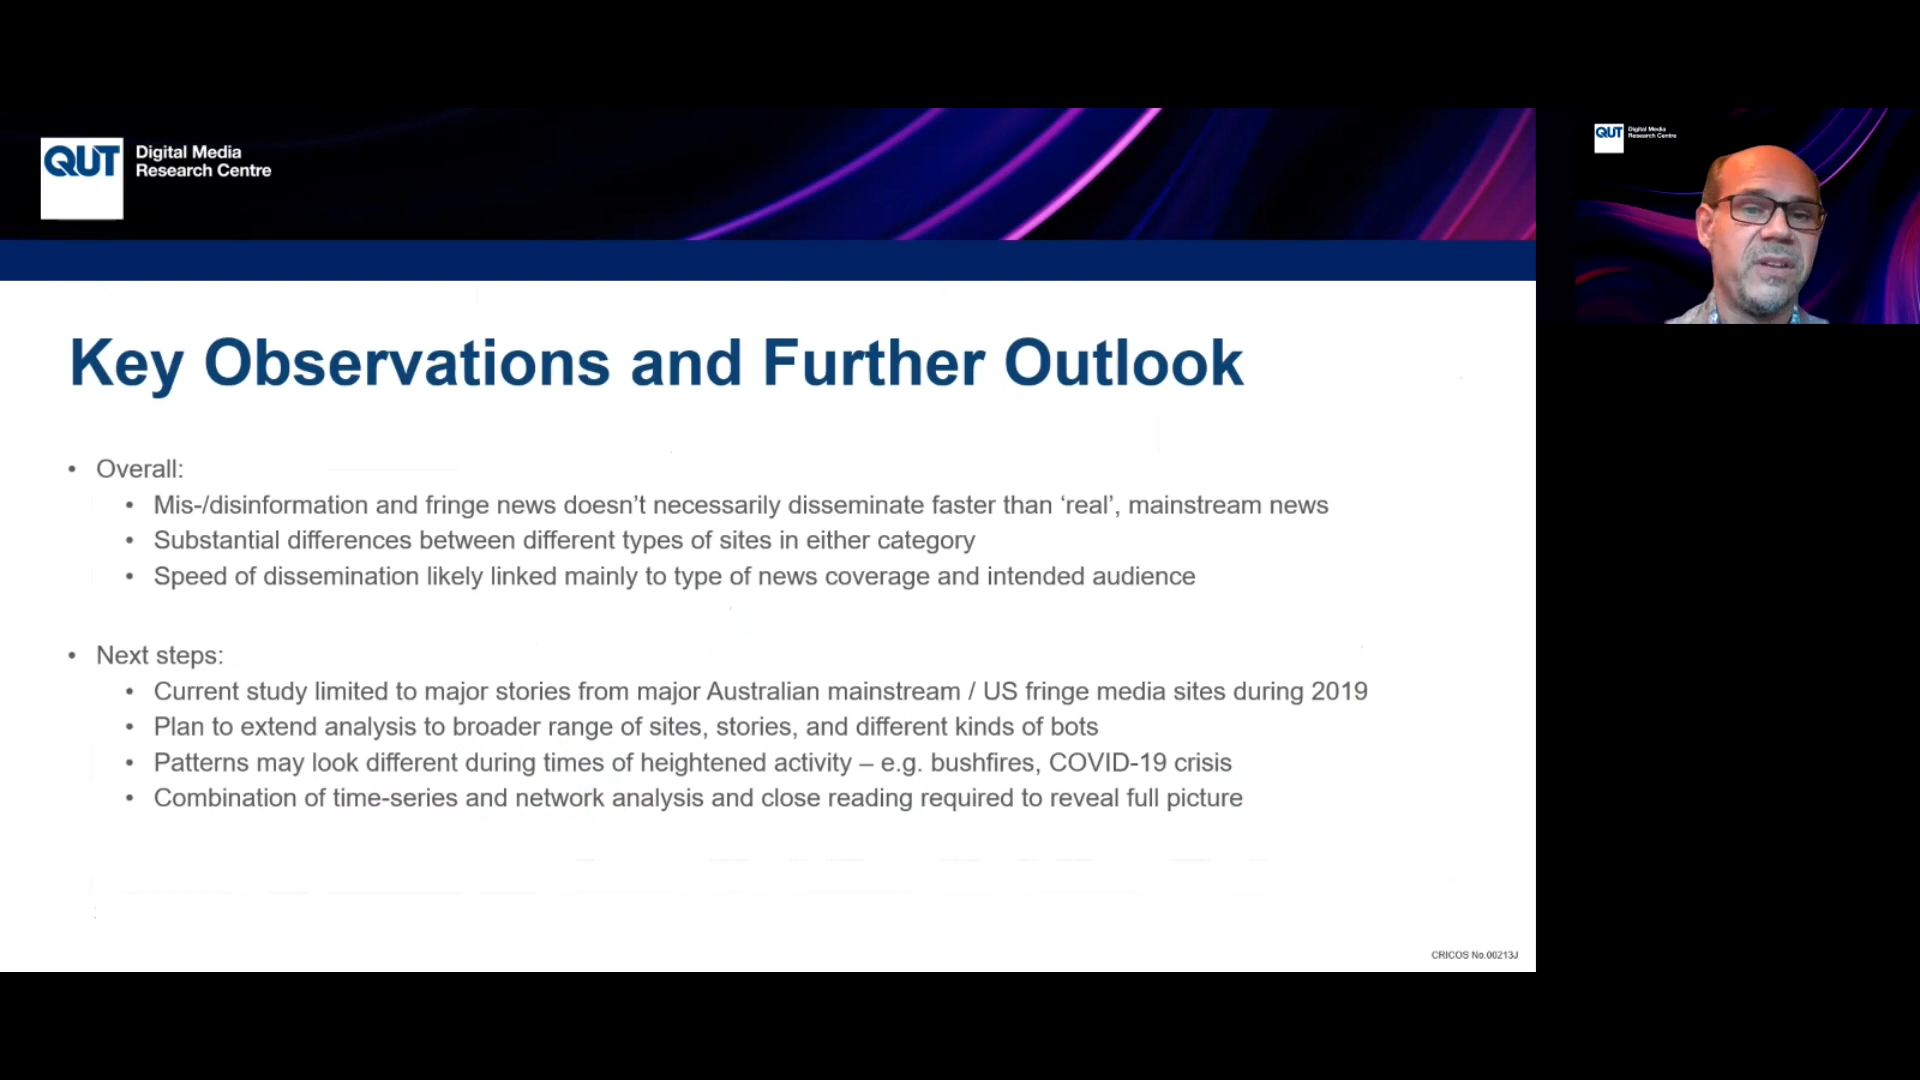 QUT
Digital Media
Research Centre
QUT
Digital Media
Research Centre
Key Observations and Further Outlook
• Overall:
• Mis-/disinformation and fringe news doesn’t necessarily disseminate faster than ‘real’, mainstream news
• Substantial differences between different types of sites in either category
• Speed of dissemination likely linked mainly to type of news coverage and intended audience
• Next steps:
• Current study limited to major stories from major Australian mainstream / US fringe media sites during 2019
• Plan to extend analysis to broader range of sites, stories, and different kinds of bots
• Patterns may look different during times of heightened activity – e.g. bushfires, COVID-19 crisis
• Combination of time-series and network analysis and close reading required to reveal full picture
CRICOS No.00213J